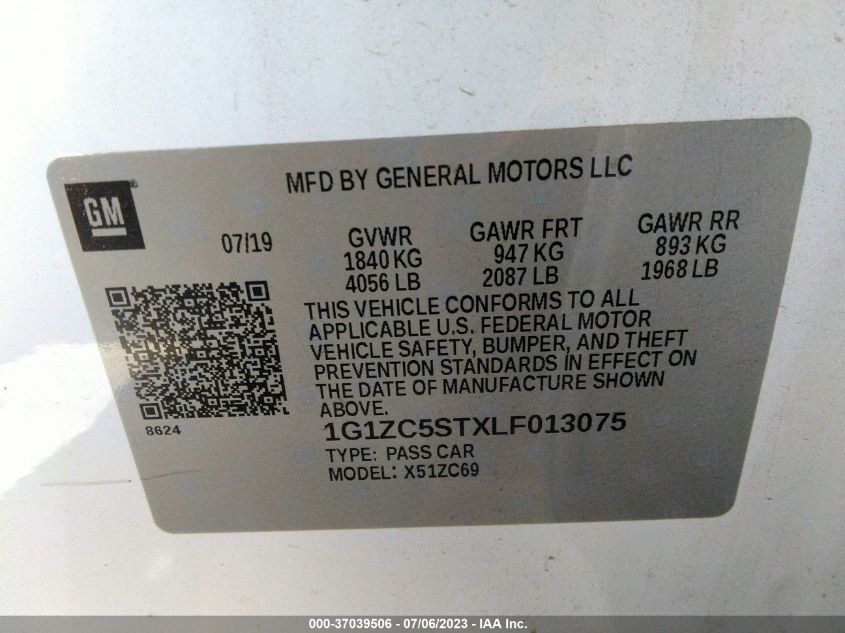 MFD BY GENERAL MOTORS LLC
GM
®
07/19
GVWR
1840 KG
4056 LB
GAWR FRT
947 KG
2087 LB
GAWR RR
893 KG
1968 LB
THIS VEHICLE CONFORMS TO ALL
APPLICABLE U.S. FEDERAL MOTOR
VEHICLE SAFETY, BUMPER, AND THEFT
PREVENTION STANDARDS IN EFFECT ON
THE DATE OF MANUFACTURE SHOWN
ABOVE.
8624
1G1ZC5STXLF013075
TYPE: PASS CAR
MODEL: X51ZC69
000-37039506 - 07/06/2023 - IAA Inc.